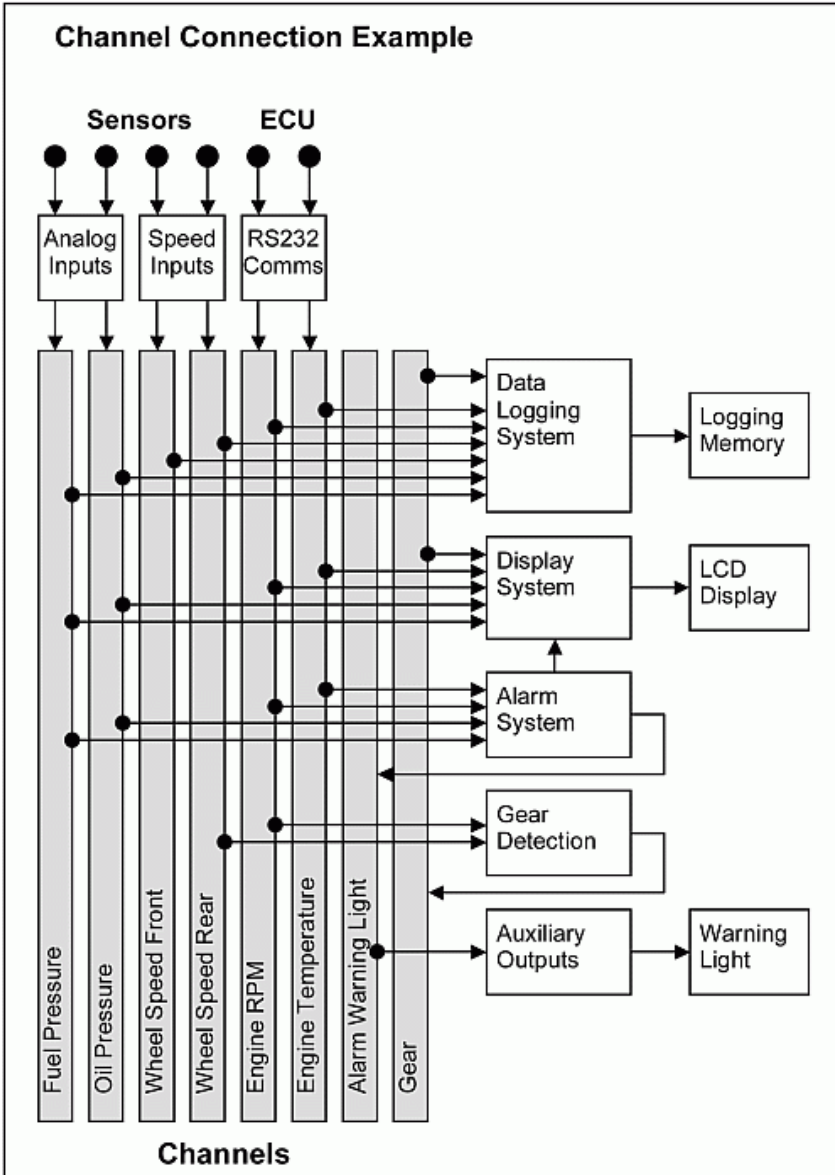 Channel Connection Example
Sensors
ECU
Analog
Inputs
Speed
Inputs
RS232
Comms
Data
Logging
System
Logging
Memory
Display
System
LCD
Display
Alarm
System
Gear
Detection
Auxiliary
Outputs
Warning
Light
Fuel Pressure
Oil Pressure
Wheel Speed Front
Wheel Speed Rear
Engine RPM
Engine Temperature
Alarm Warning Light
Gear
Channels